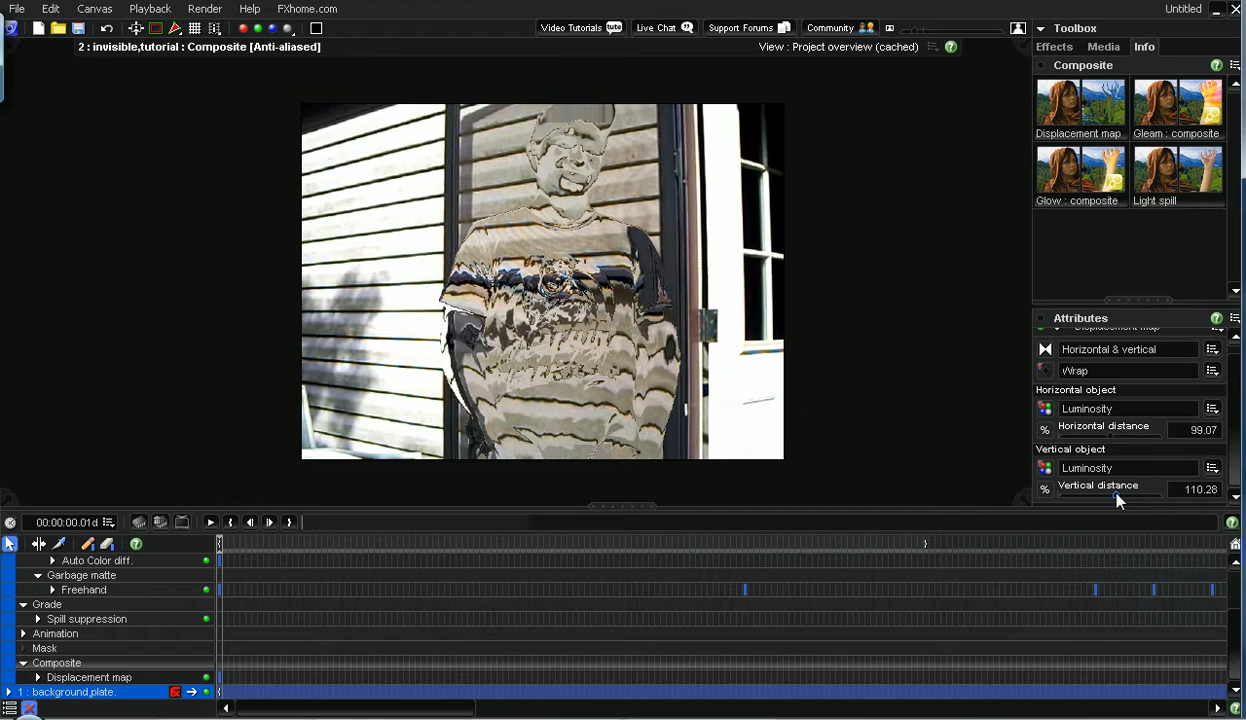 File Edit Canvas Playback Render Help FXhome.com Untitled
Video Tutorials tute Live Chat Support Forums Community Toolbox
2 : invisible,tutorial : Composite [Anti-aliased] View : Project overview (cached) Effects Media Info
Composite
Displacement map Gleam : composite
Glow : composite Light spill
Attributes
Displacement map
Horizontal & vertical
Wrap
Horizontal object
Luminosity
Horizontal distance
% 99.07
Vertical object
Luminosity
Vertical distance
% 110.28
00:00:00.01d
Auto Color diff.
Garbage matte
Freehand
Grade
Spill suppression
Animation
Mask
Composite
Displacement map
1 : background,plate.